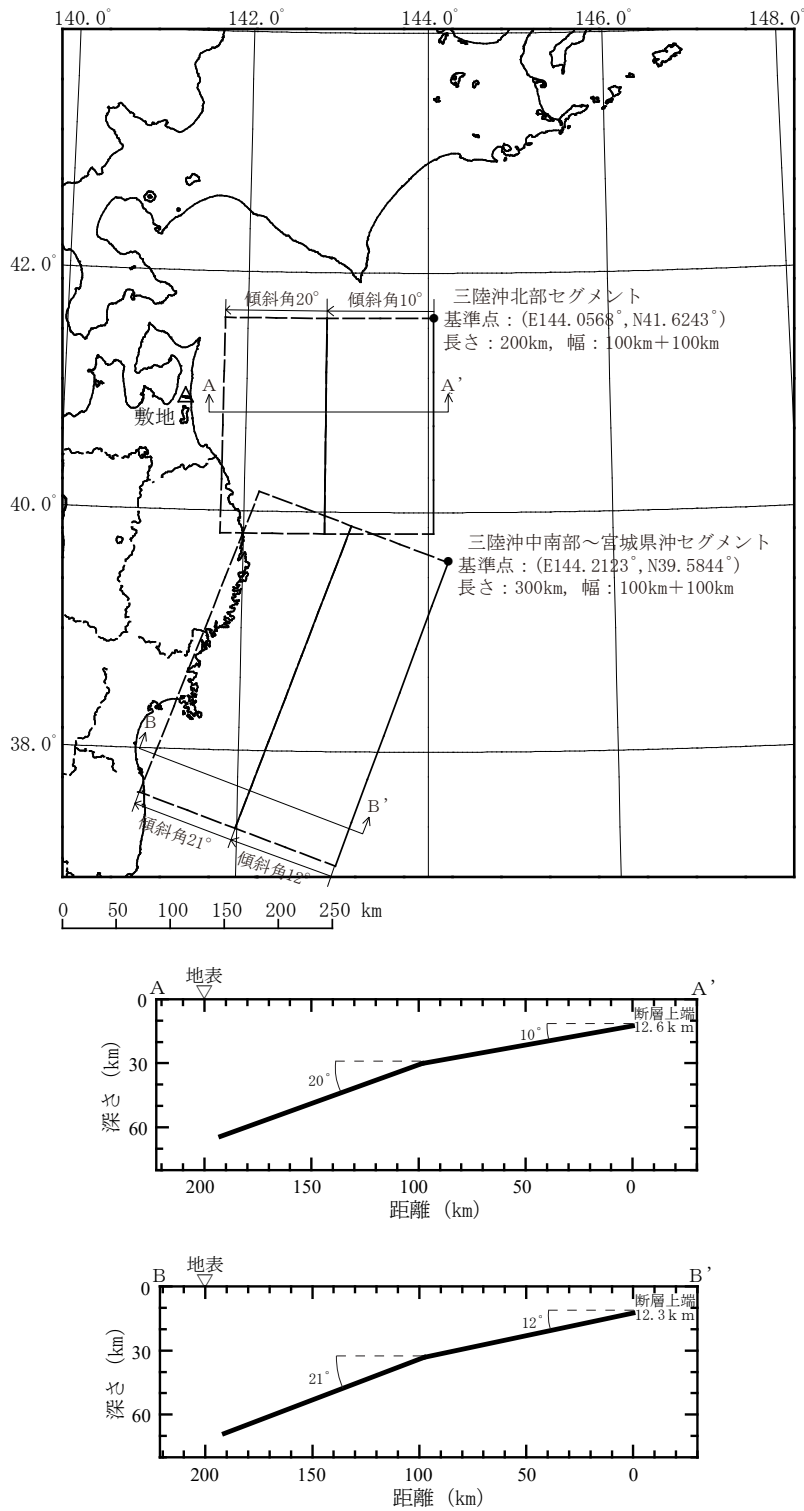 140.0° 142.0° 144.0° 146.0° 148.0°
42.0°
傾斜角20° 傾斜角10°
三陸沖北部セグメント
基準点：(E144.0568°,N41.6243°)
長さ：200km, 幅：100km＋100km
A A'
敷地
40.0°
三陸沖中南部～宮城県沖セグメント
基準点：(E144.2123°,N39.5844°)
長さ：300km, 幅：100km＋100km
38.0°
B
B'
傾斜角21°
傾斜角12°
0 50 100 150 200 250 km
A 地表 A'
0
断層上端
12.6km
10°
30
20°
60
深さ (km)
200 150 100 50 0
距離 (km)
B 地表 B'
0
断層上端
12.3km
12°
30
21°
60
深さ (km)
200 150 100 50 0
距離 (km)